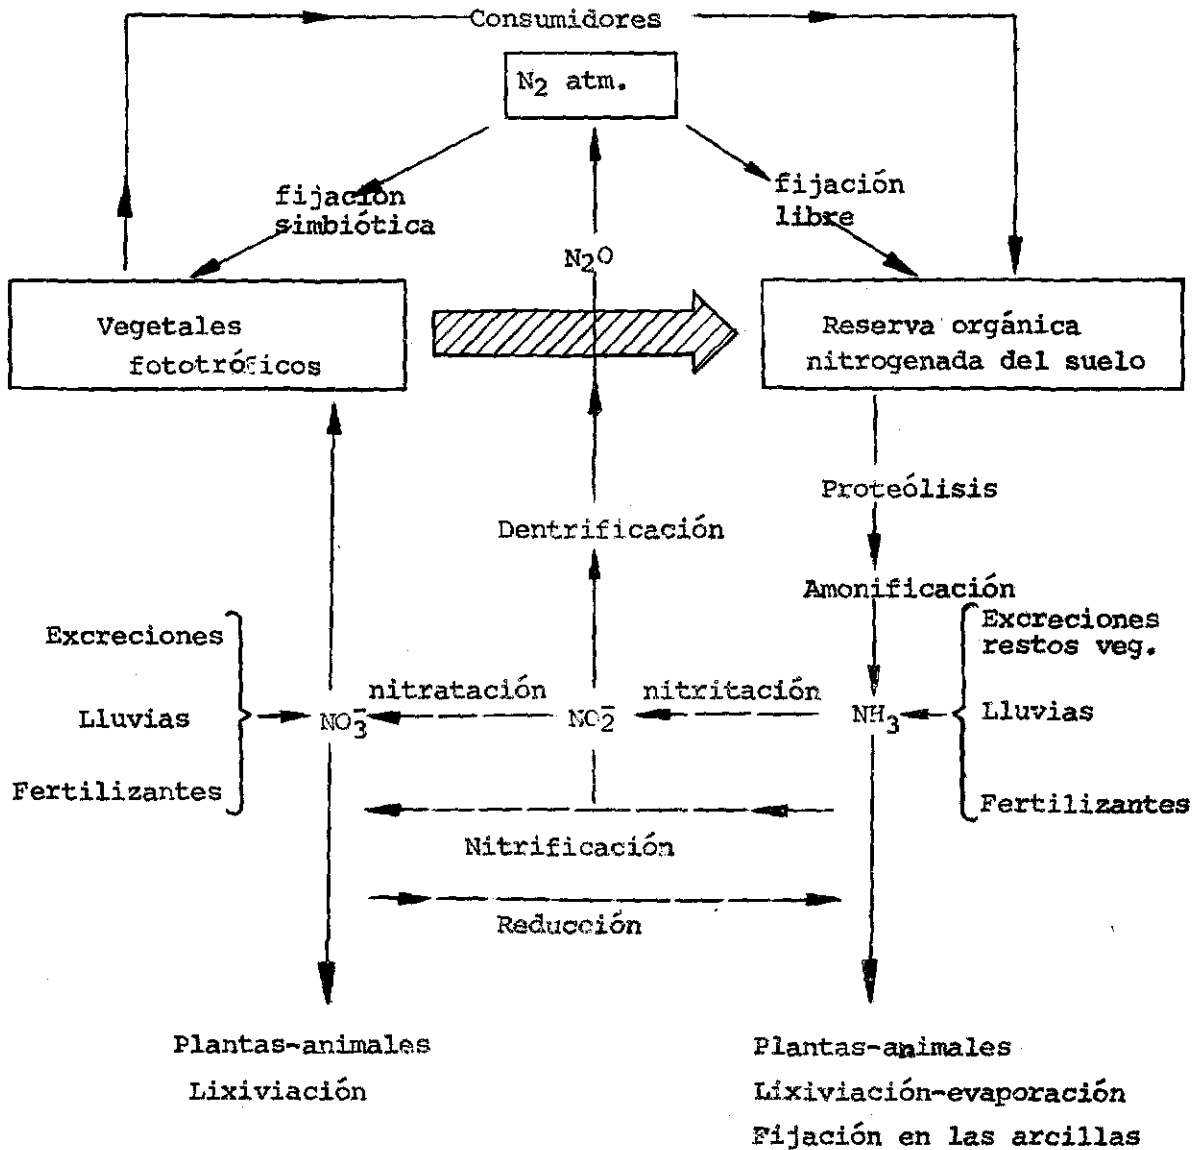 Consumidores
N2 atm.
fijación
simbiótica
fijación
libre
N2O
Vegetales
fototróficos
Reserva orgánica
nitrogenada del suelo
Proteólisis
Dentrificación
Amonificación
Excreciones
Lluvias
Fertilizantes
Excreciones
restos veg.
Lluvias
Fertilizantes
nitratación
nitritación
NO3-
NO2-
NH3
Nitrificación
Reducción
Plantas-animales
Lixiviación
Plantas-animales
Lixiviación-evaporación
Fijación en las arcillas